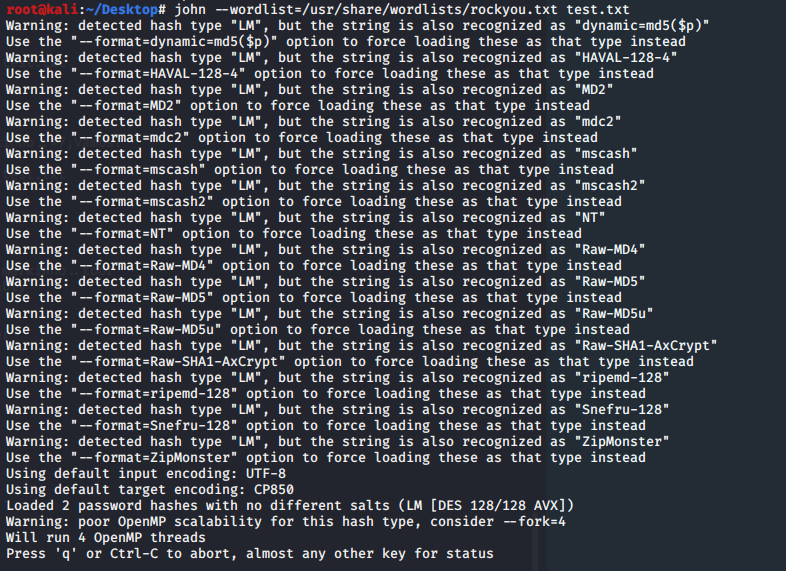 root@kali:~/Desktop# john --wordlist=/usr/share/wordlists/rockyou.txt test.txt
Warning: detected hash type "LM", but the string is also recognized as "dynamic=md5($p)"
Use the "--format=dynamic=md5($p)" option to force loading these as that type instead
Warning: detected hash type "LM", but the string is also recognized as "HAVAL-128-4"
Use the "--format=HAVAL-128-4" option to force loading these as that type instead
Warning: detected hash type "LM", but the string is also recognized as "MD2"
Use the "--format=MD2" option to force loading these as that type instead
Warning: detected hash type "LM", but the string is also recognized as "mdc2"
Use the "--format=mdc2" option to force loading these as that type instead
Warning: detected hash type "LM", but the string is also recognized as "mscash"
Use the "--format=mscash" option to force loading these as that type instead
Warning: detected hash type "LM", but the string is also recognized as "mscash2"
Use the "--format=mscash2" option to force loading these as that type instead
Warning: detected hash type "LM", but the string is also recognized as "NT"
Use the "--format=NT" option to force loading these as that type instead
Warning: detected hash type "LM", but the string is also recognized as "Raw-MD4"
Use the "--format=Raw-MD4" option to force loading these as that type instead
Warning: detected hash type "LM", but the string is also recognized as "Raw-MD5"
Use the "--format=Raw-MD5" option to force loading these as that type instead
Warning: detected hash type "LM", but the string is also recognized as "Raw-MD5u"
Use the "--format=Raw-MD5u" option to force loading these as that type instead
Warning: detected hash type "LM", but the string is also recognized as "Raw-SHA1-AxCrypt"
Use the "--format=Raw-SHA1-AxCrypt" option to force loading these as that type instead
Warning: detected hash type "LM", but the string is also recognized as "ripemd-128"
Use the "--format=ripemd-128" option to force loading these as that type instead
Warning: detected hash type "LM", but the string is also recognized as "Snefru-128"
Use the "--format=Snefru-128" option to force loading these as that type instead
Warning: detected hash type "LM", but the string is also recognized as "ZipMonster"
Use the "--format=ZipMonster" option to force loading these as that type instead
Using default input encoding: UTF-8
Using default target encoding: CP850
Loaded 2 password hashes with no different salts (LM [DES 128/128 AVX])
Warning: poor OpenMP scalability for this hash type, consider --fork=4
Will run 4 OpenMP threads
Press 'q' or Ctrl-C to abort, almost any other key for status